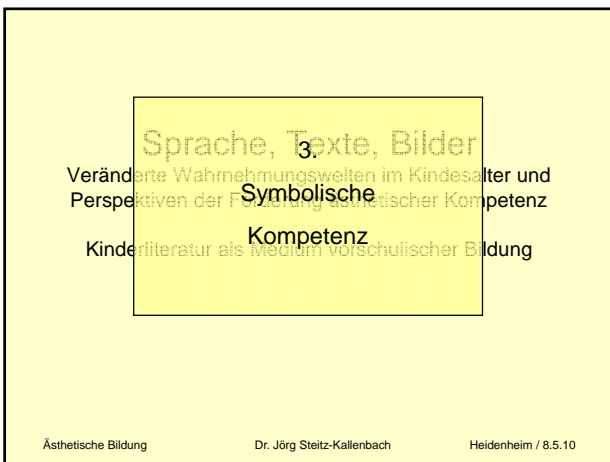 Sprache, Texte, Bilder
3.
Veränderte Wahrnehmungswelten im Kindesalter und
Symbolische
Perspektiven der Förderung ästhetischer Kompetenz
Kompetenz
Kinderliteratur als Medium vorschulischer Bildung
Ästhetische Bildung Dr. Jörg Steitz-Kallenbach Heidenheim / 8.5.10